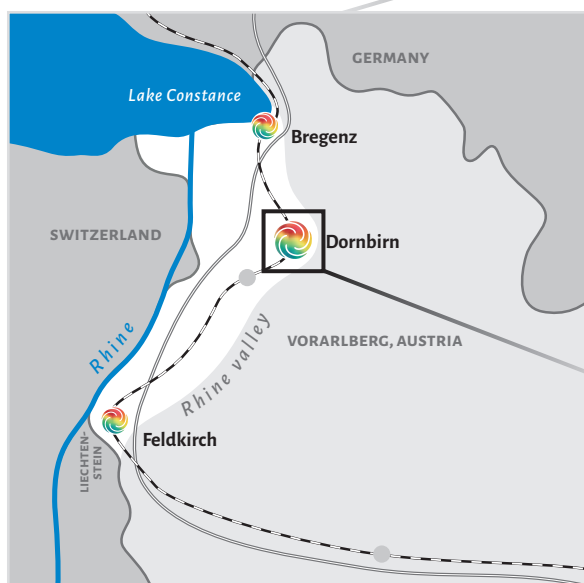 GERMANY
Lake Constance
Bregenz
SWITZERLAND
Dornbirn
Rhine
Rhine valley
VORARLBERG, AUSTRIA
Feldkirch
LIECHTEN-
STEIN